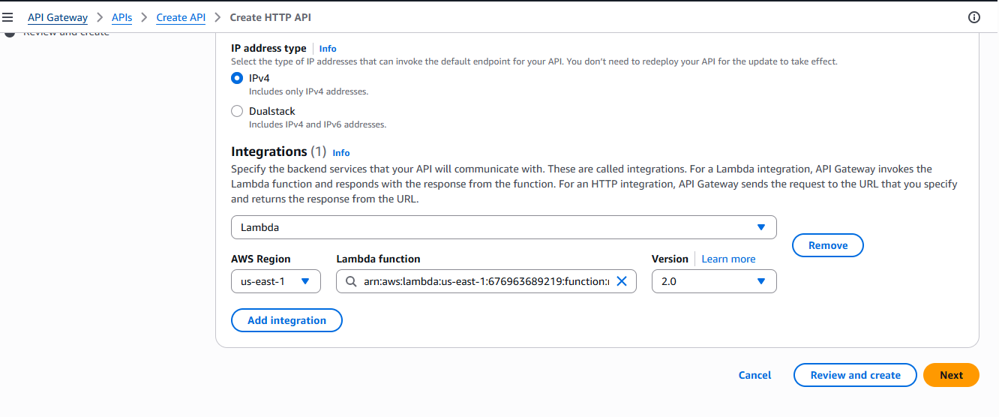 API Gateway > APIs > Create API > Create HTTP API
Review and create
IP address type Info
Select the type of IP addresses that can invoke the default endpoint for your API. You don't need to redeploy your API for the update to take effect.
IPv4
Includes only IPv4 addresses.
Dualstack
Includes IPv4 and IPv6 addresses.
Integrations (1) Info
Specify the backend services that your API will communicate with. These are called integrations. For a Lambda integration, API Gateway invokes the
Lambda function and responds with the response from the function. For an HTTP integration, API Gateway sends the request to the URL that you specify
and returns the response from the URL.
Lambda
Remove
AWS Region Lambda function Version Learn more
us-east-1 arn:aws:lambda:us-east-1:676963689219:function: 2.0
Add integration
Cancel Review and create Next